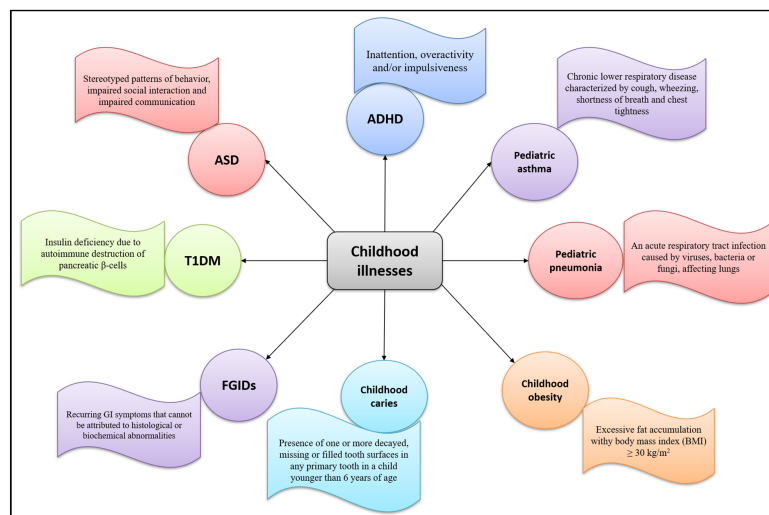 Inattention, overactivity
and/or impulsiveness
ADHD
Stereotyped patterns of behavior,
impaired social interaction and
impaired communication
ASD
Chronic lower respiratory disease
characterized by cough, wheezing,
shortness of breath and chest
tightness
Pediatric
asthma
Insulin deficiency due to
autoimmune destruction of
pancreatic β-cells
T1DM
Childhood
illnesses
Pediatric
pneumonia
An acute respiratory tract infection
caused by viruses, bacteria or
fungi, affecting lungs
FGIDs
Recurring GI symptoms that cannot
be attributed to histological or
biochemical abnormalities
Childhood
caries
Presence of one or more decayed,
missing or filled tooth surfaces in
any primary tooth in a child
younger than 6 years of age
Childhood
obesity
Excessive fat accumulation
withy body mass index (BMI)
≥ 30 kg/m²